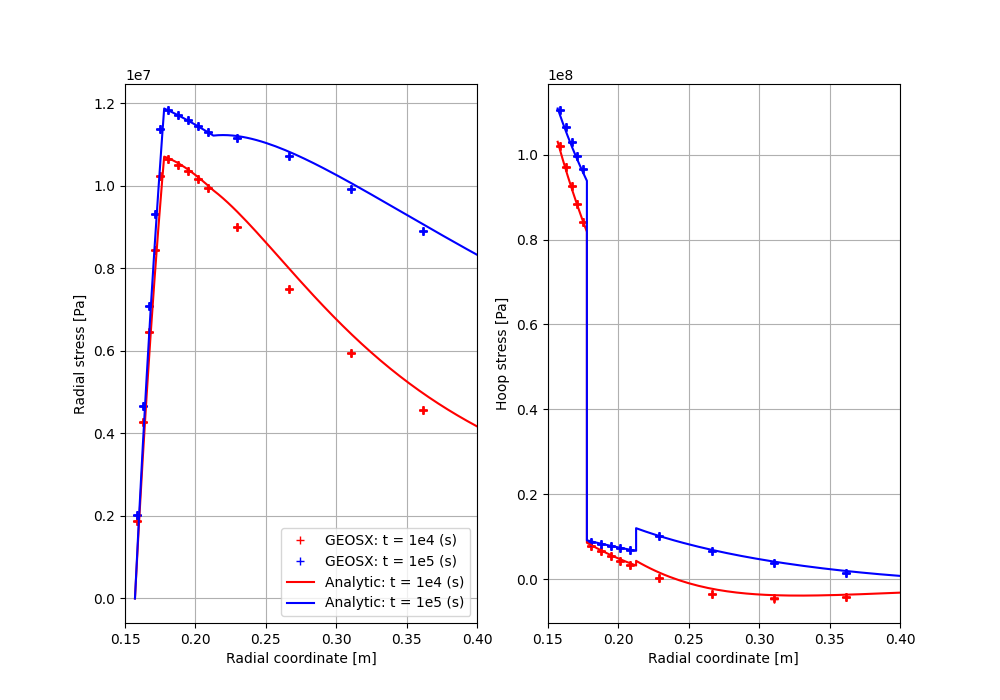 1e7
1.2
1.0
0.8
0.6
0.4
0.2
0.0
Radial stress [Pa]
0.15 0.20 0.25 0.30 0.35 0.40
Radial coordinate [m]
GEOSX: t = 1e4 (s)
GEOSX: t = 1e5 (s)
Analytic: t = 1e4 (s)
Analytic: t = 1e5 (s)
1e8
1.0
0.8
0.6
0.4
0.2
0.0
Hoop stress [Pa]
0.15 0.20 0.25 0.30 0.35 0.40
Radial coordinate [m]